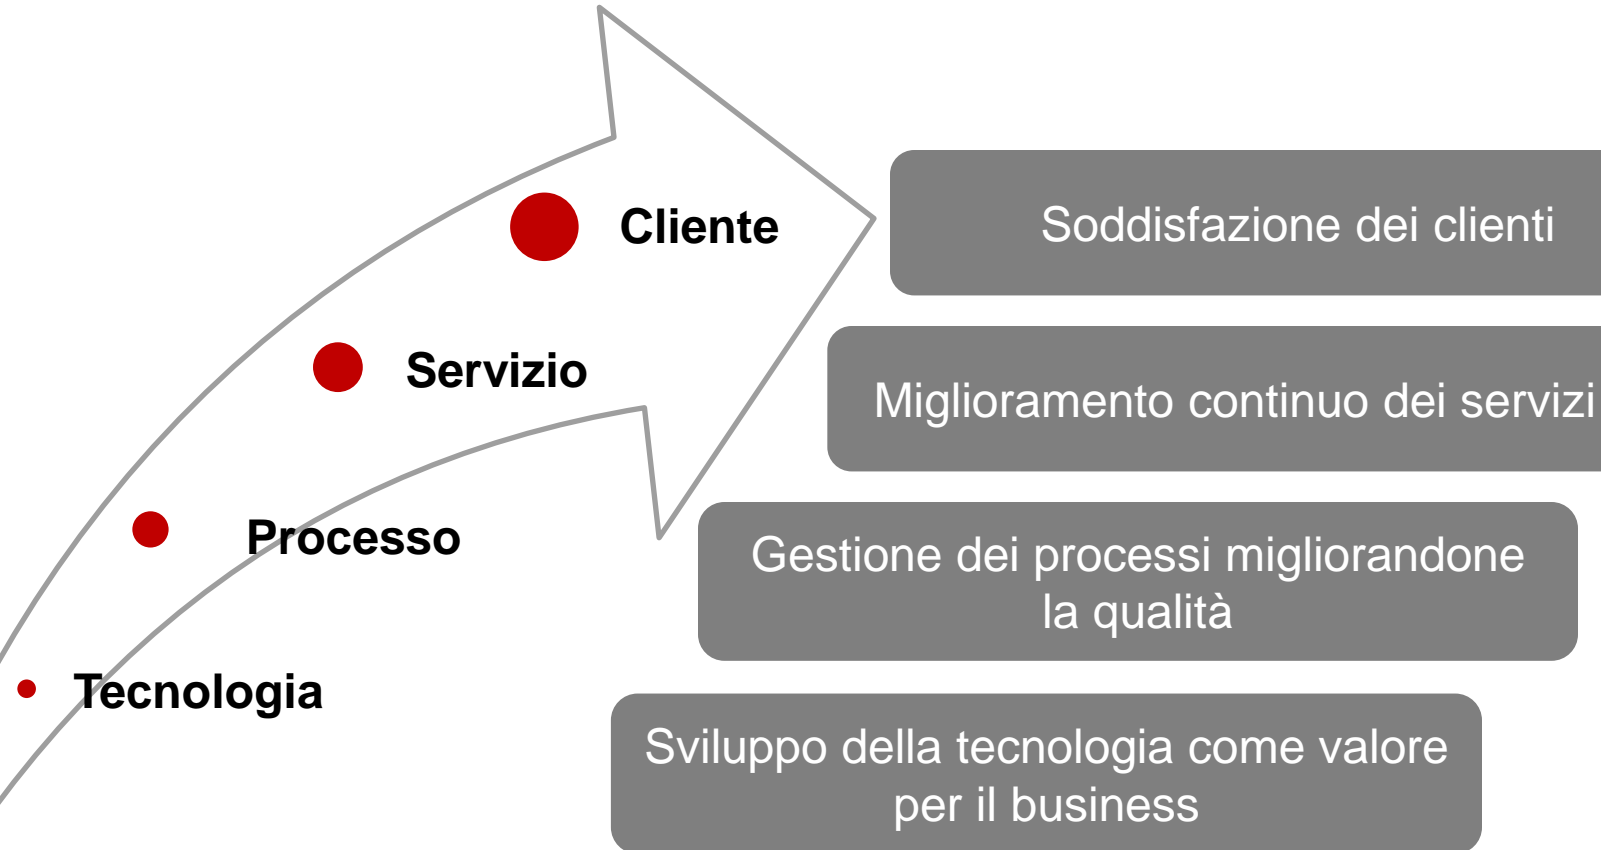 Cliente
Soddisfazione dei clienti
Servizio
Miglioramento continuo dei servizi
Processo
Gestione dei processi migliorandone
la qualità
Tecnologia
Sviluppo della tecnologia come valore
per il business